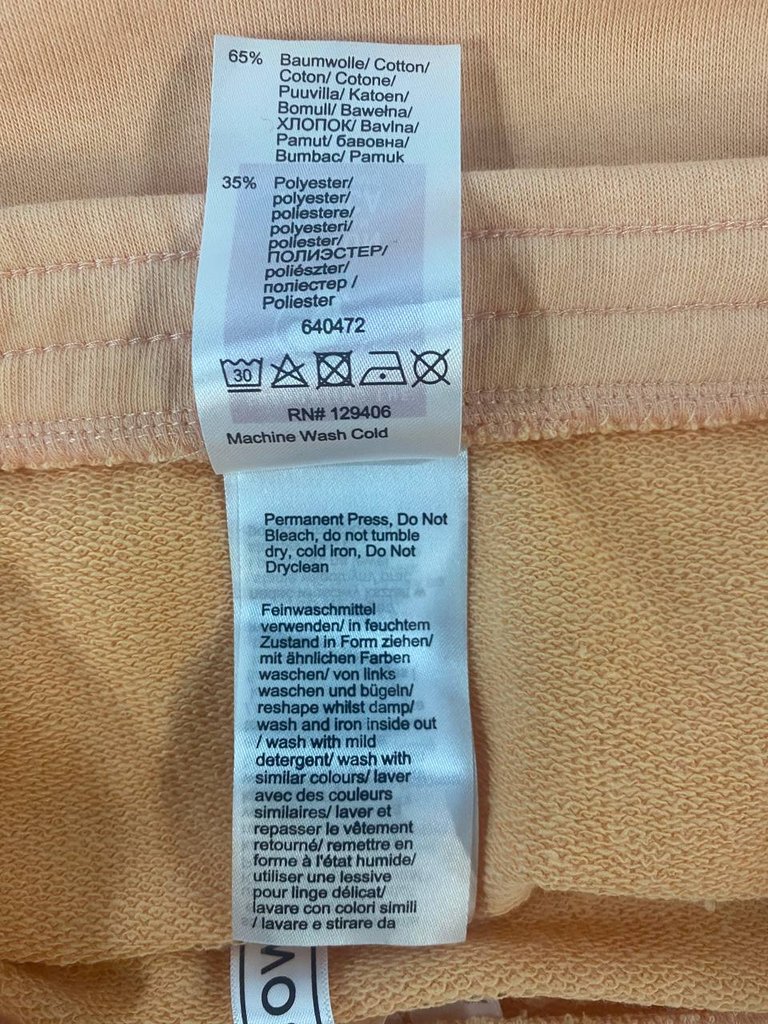 65% Baumwolle/ Cotton/
Coton/ Cotone/
Puuvilla/ Katoen/
Bomull/ Bawełna/
ХЛОПОК/ Bavlna/
Pamut/ бавовна/
Bumbac/ Pamuk
35% Polyester/
polyester/
poliestere/
polyesteri/
poliester/
ПОЛИЭСТЕР/
poliészter/
поліестер /
Poliester
640472
30
RN# 129406
Machine Wash Cold
Permanent Press, Do Not
Bleach, do not tumble
dry, cold iron, Do Not
Dryclean
Feinwaschmittel
verwenden/ in feuchtem
Zustand in Form ziehen/
mit ähnlichen Farben
waschen/ von links
waschen und bügeln/
reshape whilst damp/
wash and iron inside out
/ wash with mild
detergent/ wash with
similar colours/ laver
avec des couleurs
similaires/ laver et
repasser le vêtement
retourné/ remettre en
forme à l'état humide/
utiliser une lessive
pour linge délicat/
lavare con colori simili
/ lavare e stirare da